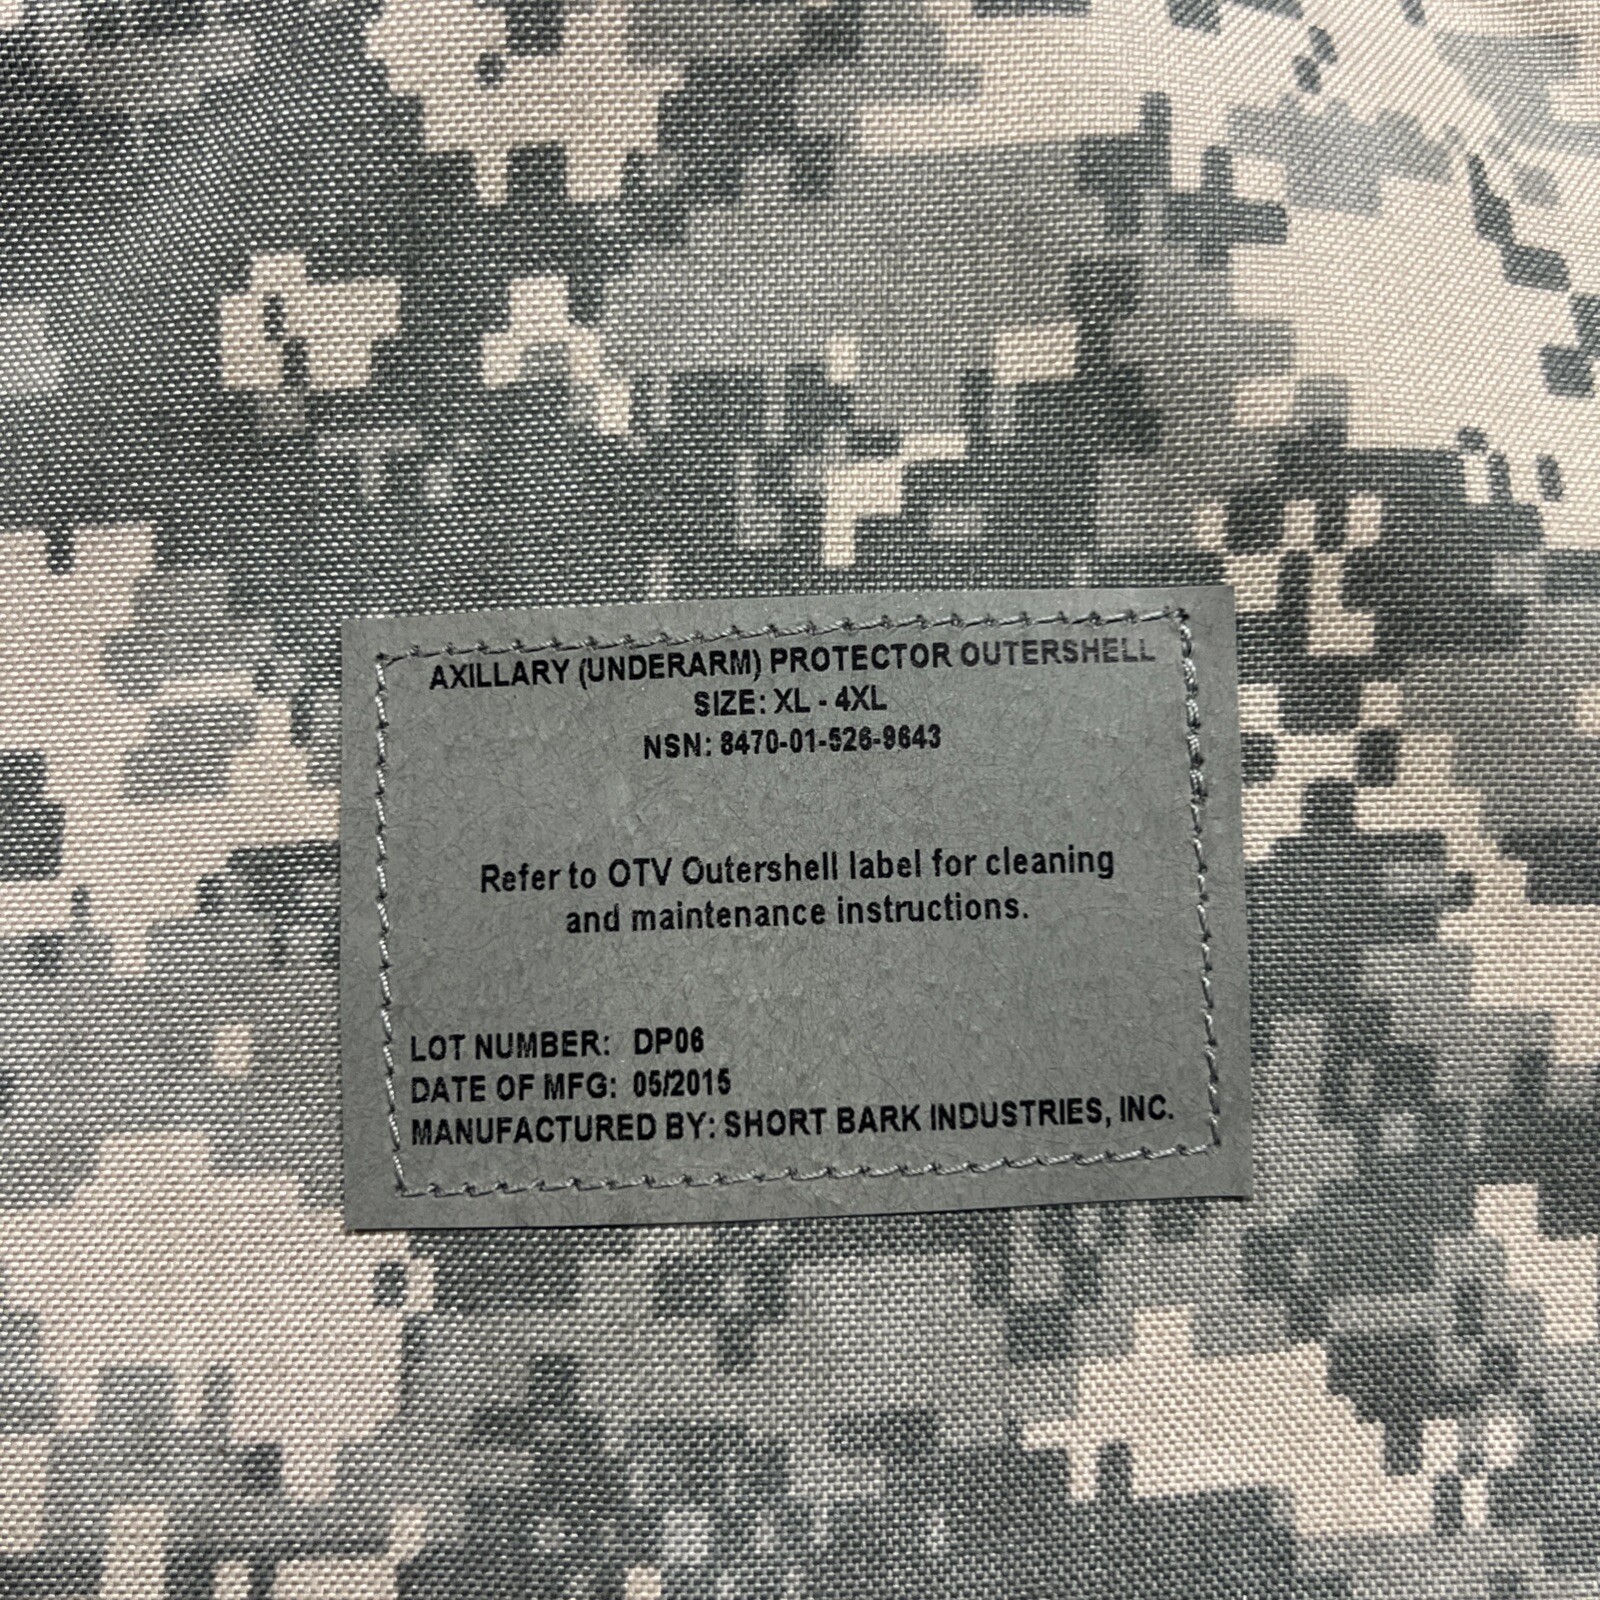 AXILLARY (UNDERARM) PROTECTOR OUTERSHELL
SIZE: XL - 4XL
NSN: 8470-01-526-9643
Refer to OTV Outershell label for cleaning
and maintenance instructions.
LOT NUMBER: DP06
DATE OF MFG: 05/2015
MANUFACTURED BY: SHORT BARK INDUSTRIES, INC.